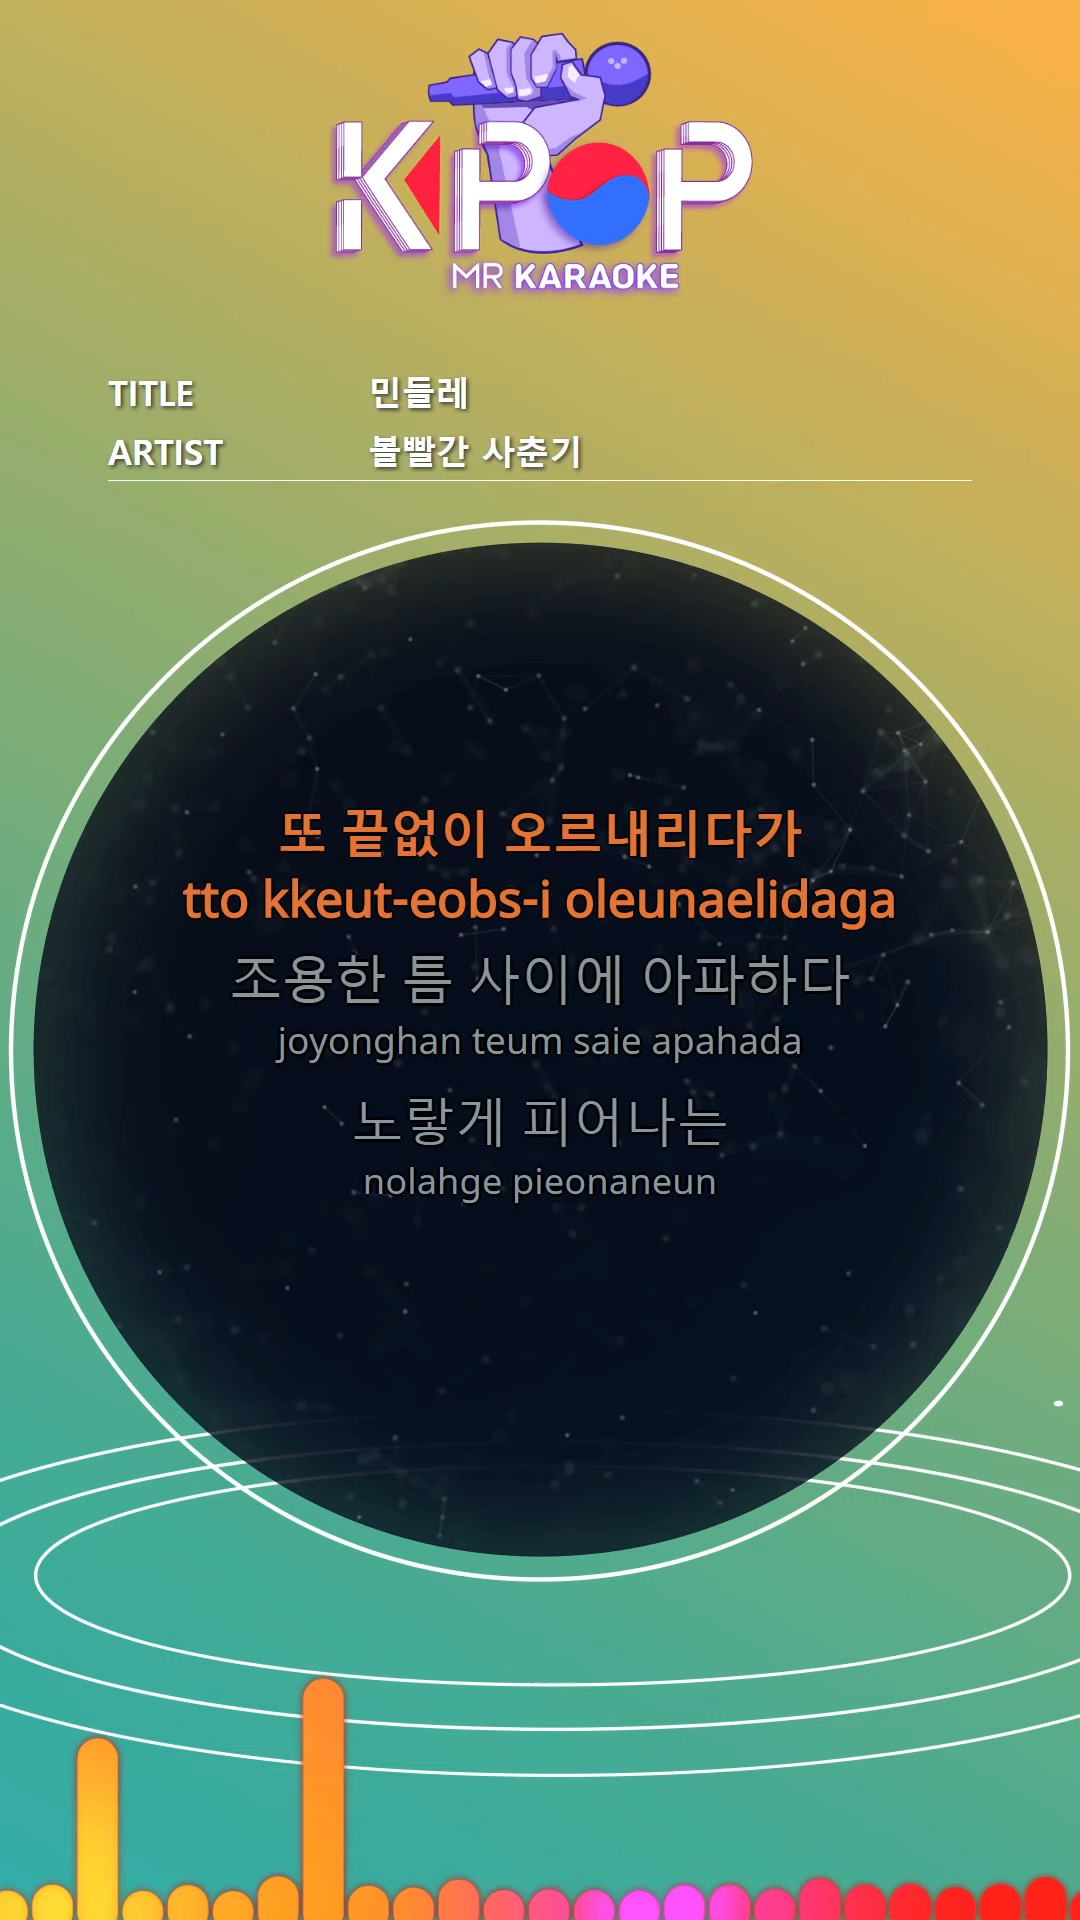 KPOP
MR KARAOKE
TITLE 민들레
ARTIST 볼빨간 사춘기
또 끝없이 오르내리다가
tto kkeut-eobs-i oleunaelidaga
조용한 틈 사이에 아파하다
joyonghan teum saie apahada
노랗게 피어나는
nolahge pieonaneun